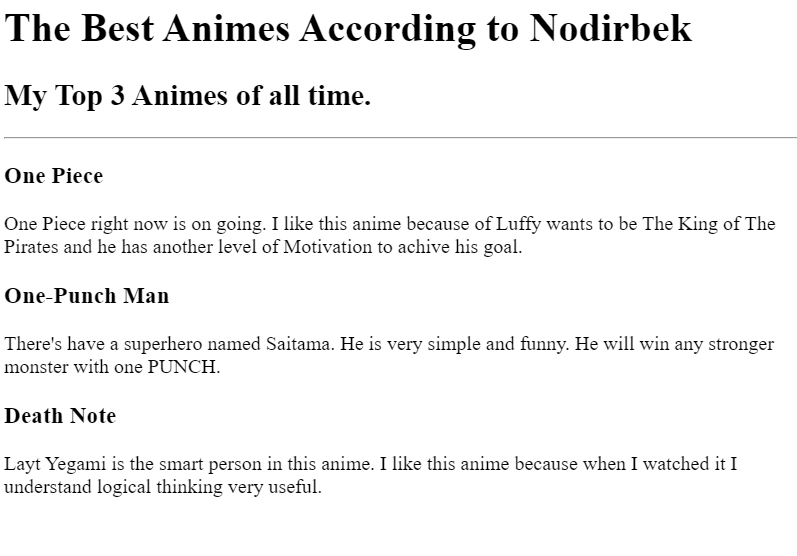 The Best Animes According to Nodirbek
My Top 3 Animes of all time.
One Piece
One Piece right now is on going. I like this anime because of Luffy wants to be The King of The
Pirates and he has another level of Motivation to achive his goal.
One-Punch Man
There's have a superhero named Saitama. He is very simple and funny. He will win any stronger
monster with one PUNCH.
Death Note
Layt Yegami is the smart person in this anime. I like this anime because when I watched it I
understand logical thinking very useful.